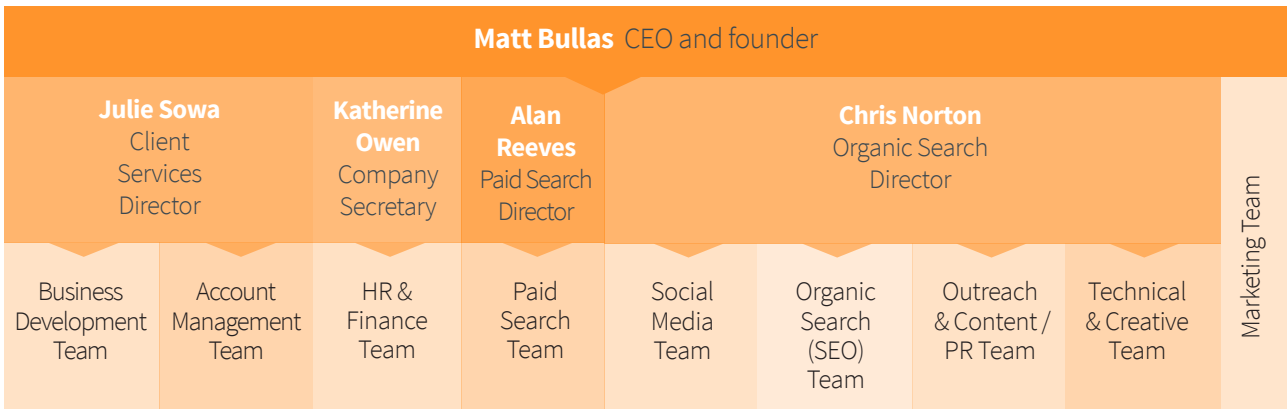 Matt Bullas CEO and founder
Julie Sowa
Client
Services
Director
Katherine
Owen
Company
Secretary
Alan
Reeves
Paid Search
Director
Chris Norton
Organic Search
Director
Marketing Team
Business
Development
Team
Account
Management
Team
HR &
Finance
Team
Paid
Search
Team
Social
Media
Team
Organic
Search
(SEO)
Team
Outreach
& Content /
PR Team
Technical
& Creative
Team